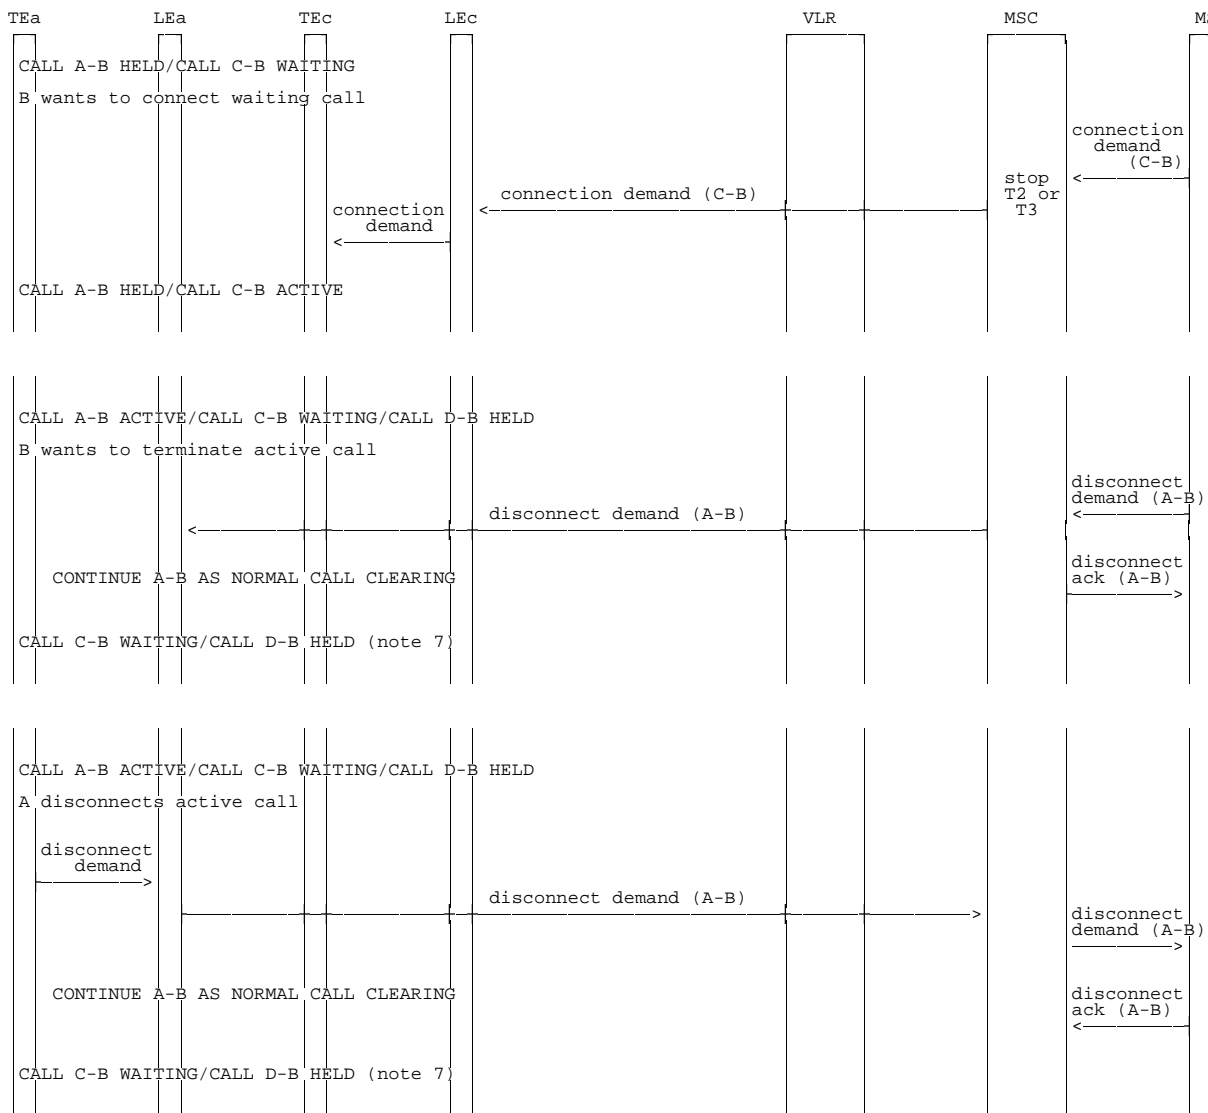 TEa LEa TEc LEc VLR MSC
CALL A-B HELD/CALL C-B WAITING
B wants to connect waiting call
connection
demand
(C-B)
stop
T2 or
T3
connection demand (C-B)
connection
demand
CALL A-B HELD/CALL C-B ACTIVE
CALL A-B ACTIVE/CALL C-B WAITING/CALL D-B HELD
B wants to terminate active call
disconnect
demand (A-B)
disconnect demand (A-B)
CONTINUE A-B AS NORMAL CALL CLEARING
disconnect
ack (A-B)
CALL C-B WAITING/CALL D-B HELD (note 7)
CALL A-B ACTIVE/CALL C-B WAITING/CALL D-B HELD
A disconnects active call
disconnect
demand
disconnect demand (A-B)
disconnect
demand (A-B)
CONTINUE A-B AS NORMAL CALL CLEARING
disconnect
ack (A-B)
CALL C-B WAITING/CALL D-B HELD (note 7)